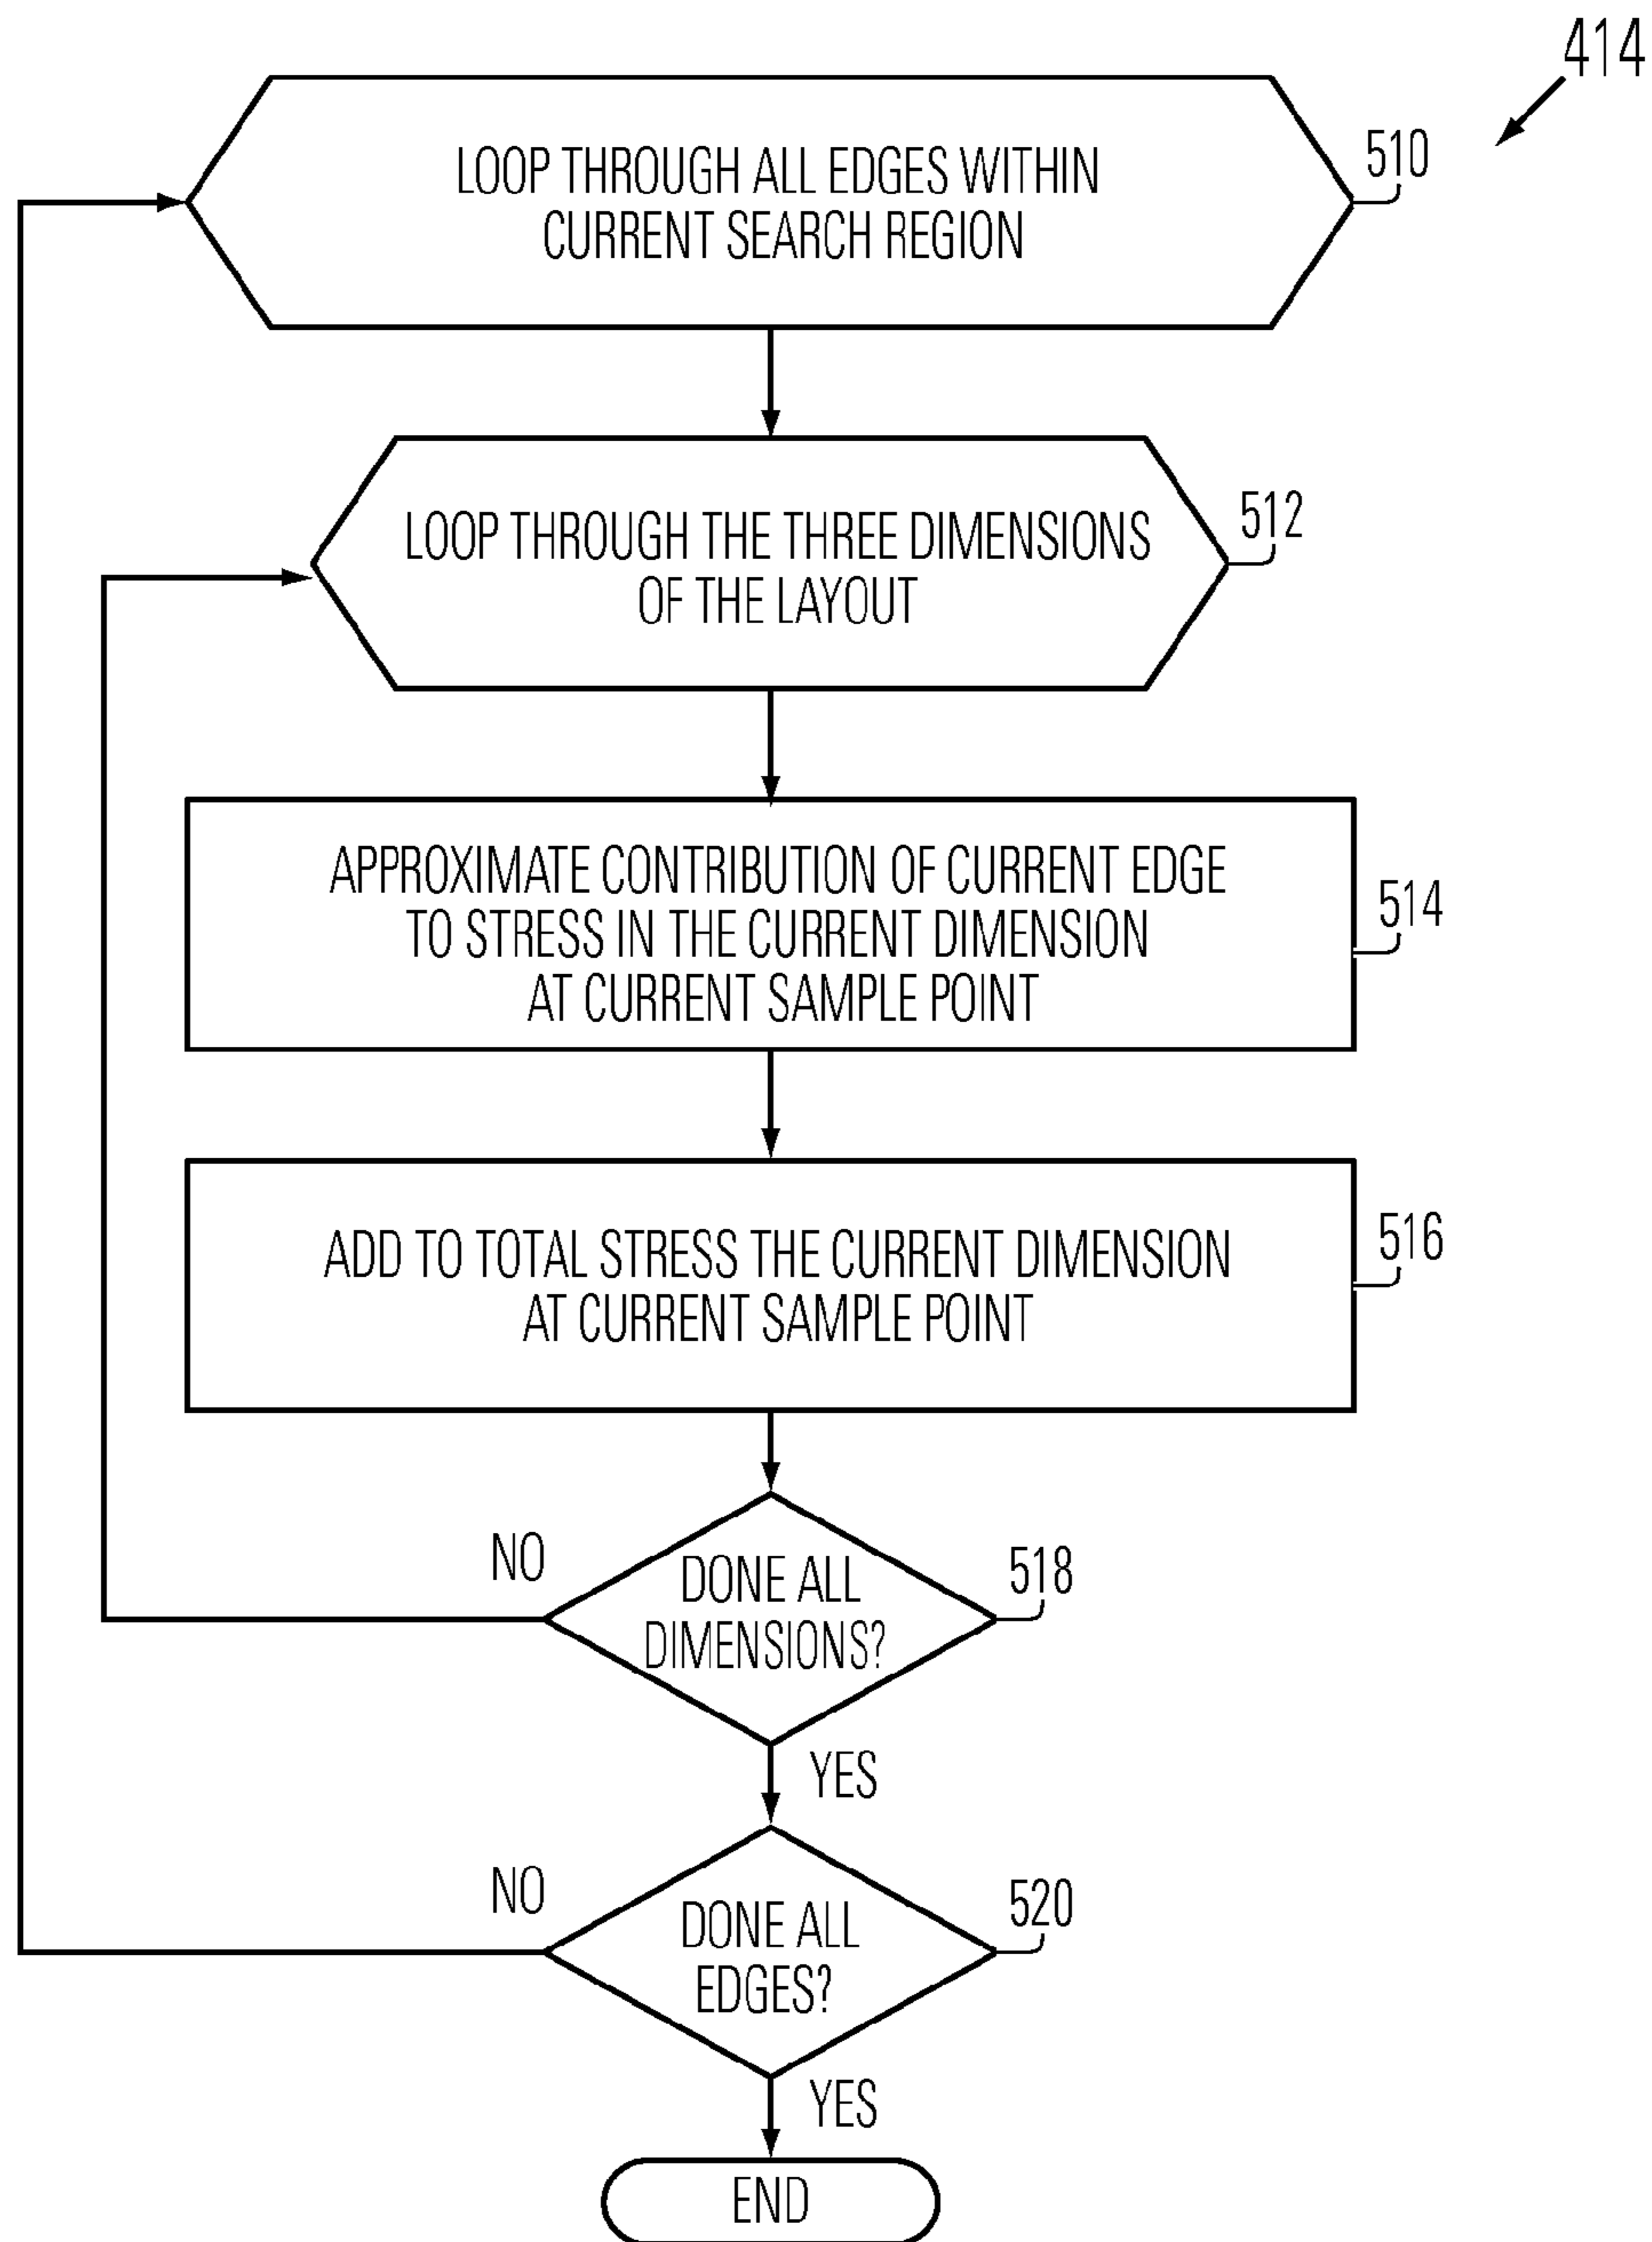 414
LOOP THROUGH ALL EDGES WITHIN
CURRENT SEARCH REGION
510
LOOP THROUGH THE THREE DIMENSIONS
OF THE LAYOUT
512
APPROXIMATE CONTRIBUTION OF CURRENT EDGE
TO STRESS IN THE CURRENT DIMENSION
AT CURRENT SAMPLE POINT
514
ADD TO TOTAL STRESS THE CURRENT DIMENSION
AT CURRENT SAMPLE POINT
516
NO
DONE ALL
DIMENSIONS?
518
YES
NO
DONE ALL
EDGES?
520
YES
END